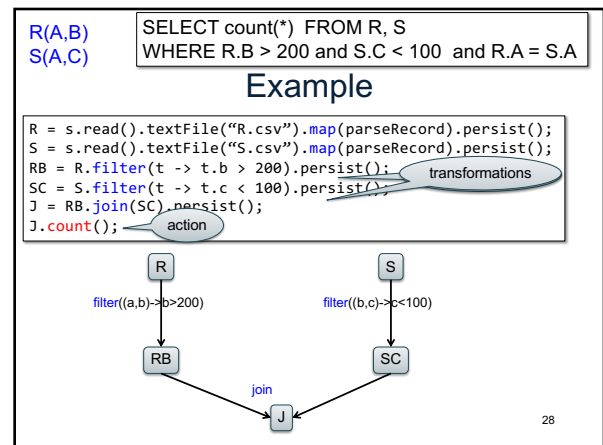 R(A,B)
S(A,C)
SELECT count(*) FROM R, S
WHERE R.B > 200 and S.C < 100 and R.A = S.A
Example
R = s.read().textFile(“R.csv”).map(parseRecord).persist();
S = s.read().textFile(“S.csv”).map(parseRecord).persist();
RB = R.filter(t -> t.b > 200).persist();
SC = S.filter(t -> t.c < 100).persist();
J = RB.join(SC).persist();
J.count();
transformations
action
R
S
filter((a,b)->b>200)
filter((b,c)->c<100)
RB
SC
join
J
28